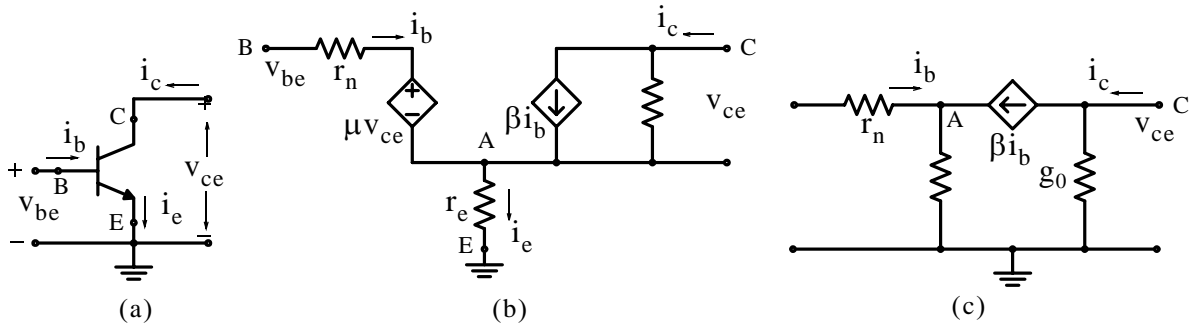 i_c
C
+
i_b
+
B
v_be
v_ce
E
i_e
−
−
(a)
B
v_be
r_n
i_b
+
−
μv_ce
A
βi_b
i_c
C
v_ce
r_e
i_e
E
(b)
r_n
i_b
A
βi_b
i_c
C
v_ce
g_0
(c)